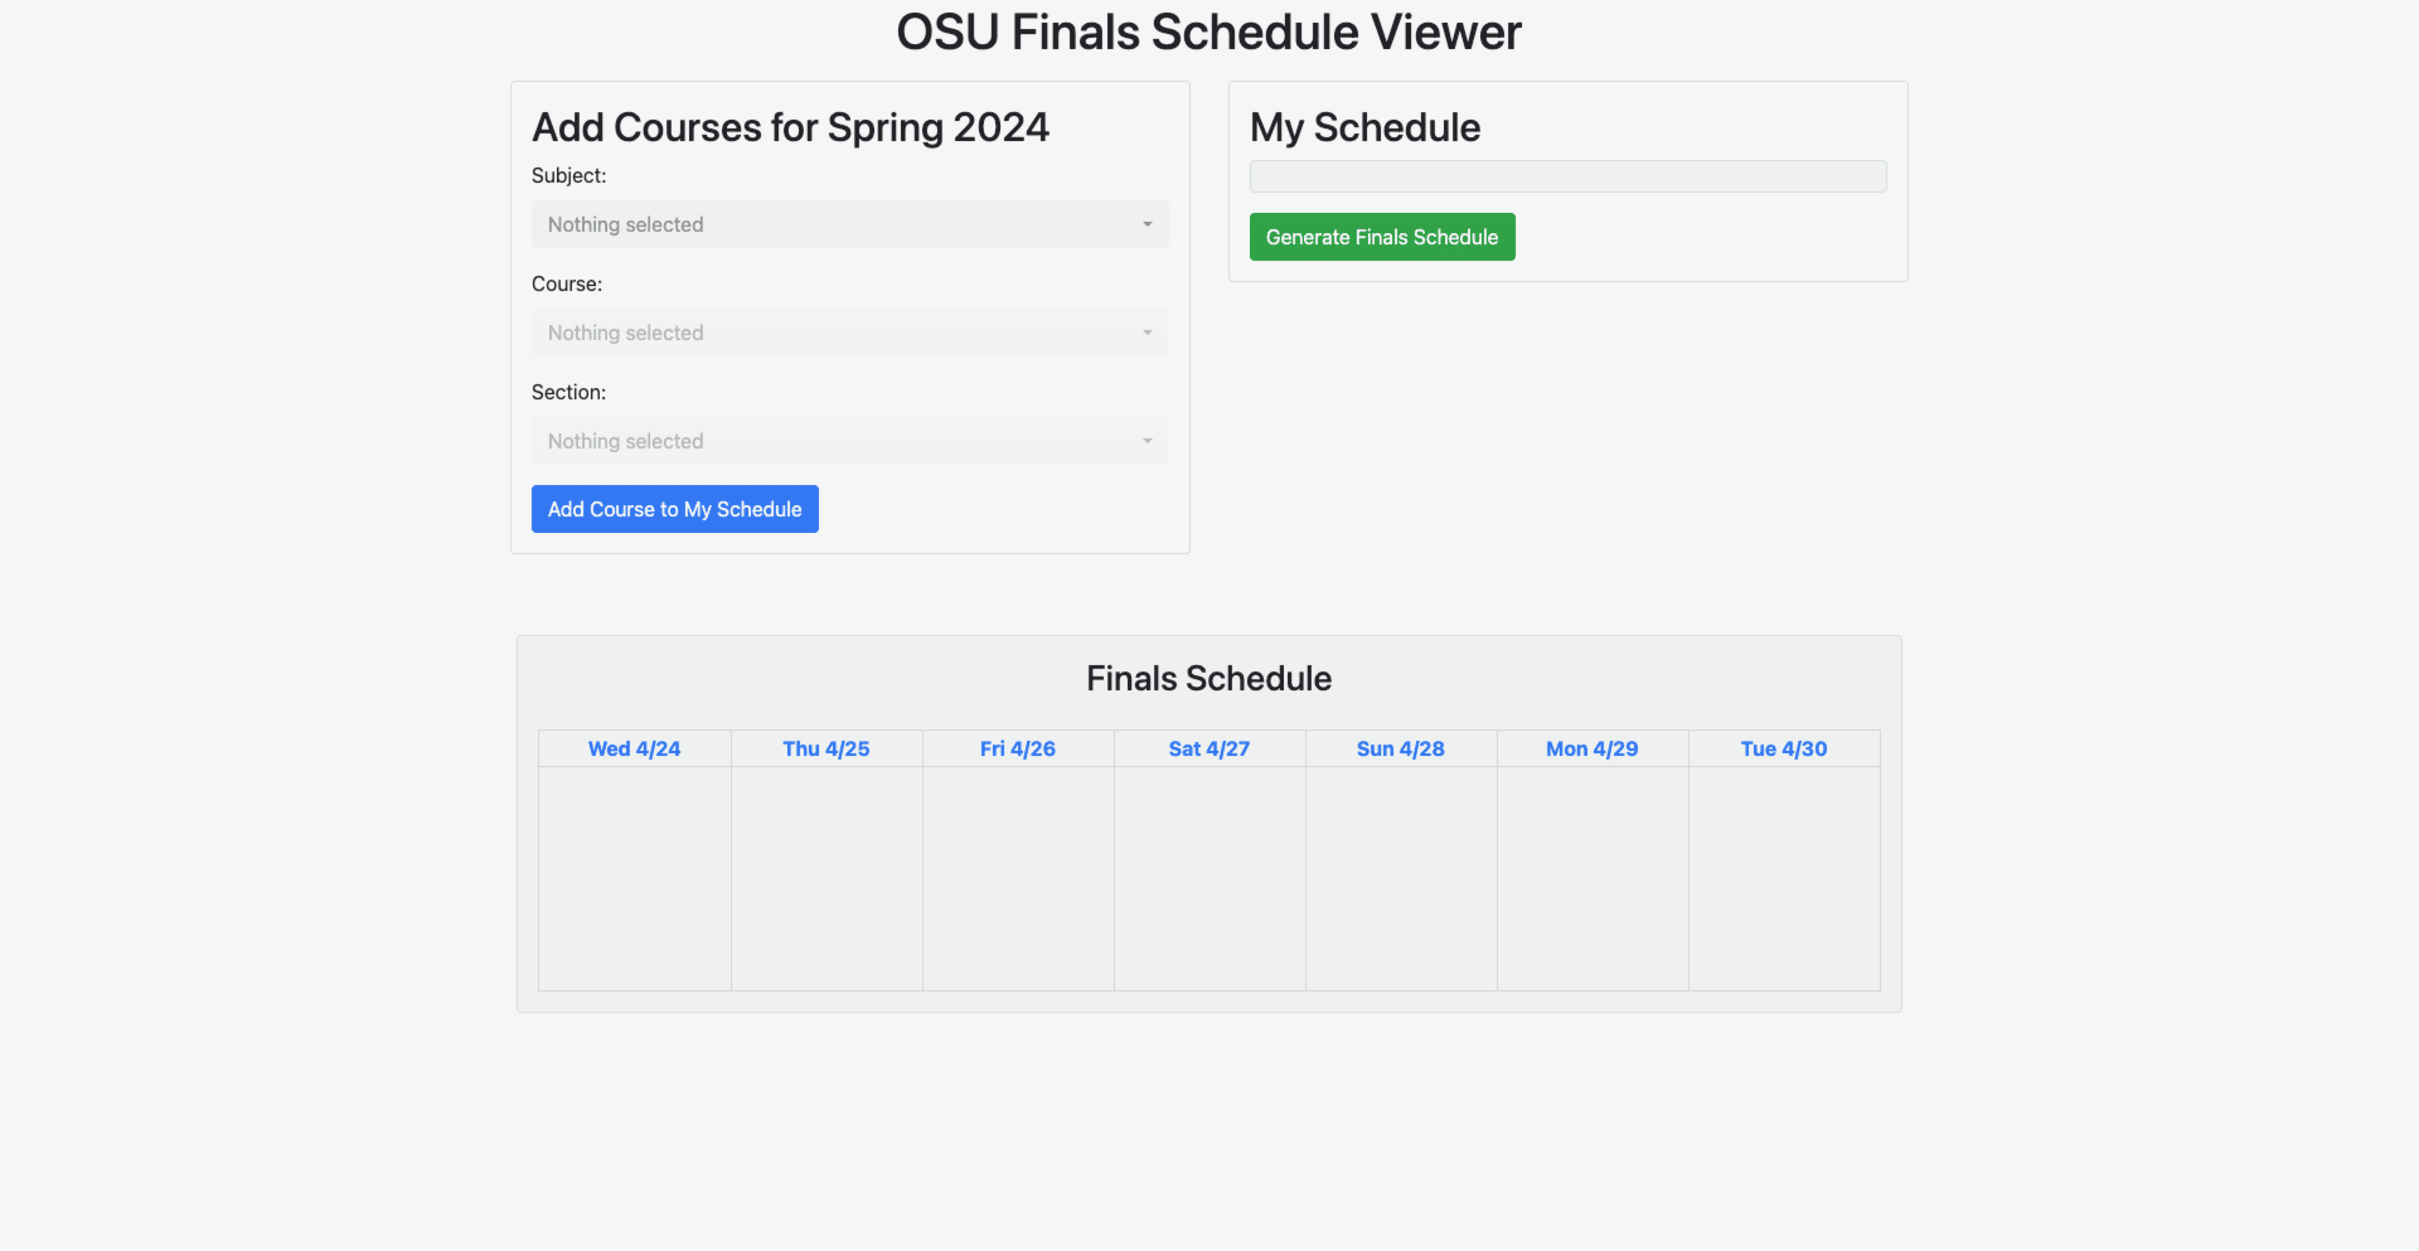 OSU Finals Schedule Viewer
Add Courses for Spring 2024
Subject:
Nothing selected
Course:
Nothing selected
Section:
Nothing selected
Add Course to My Schedule
My Schedule
Generate Finals Schedule
Finals Schedule
Wed 4/24 Thu 4/25 Fri 4/26 Sat 4/27 Sun 4/28 Mon 4/29 Tue 4/30